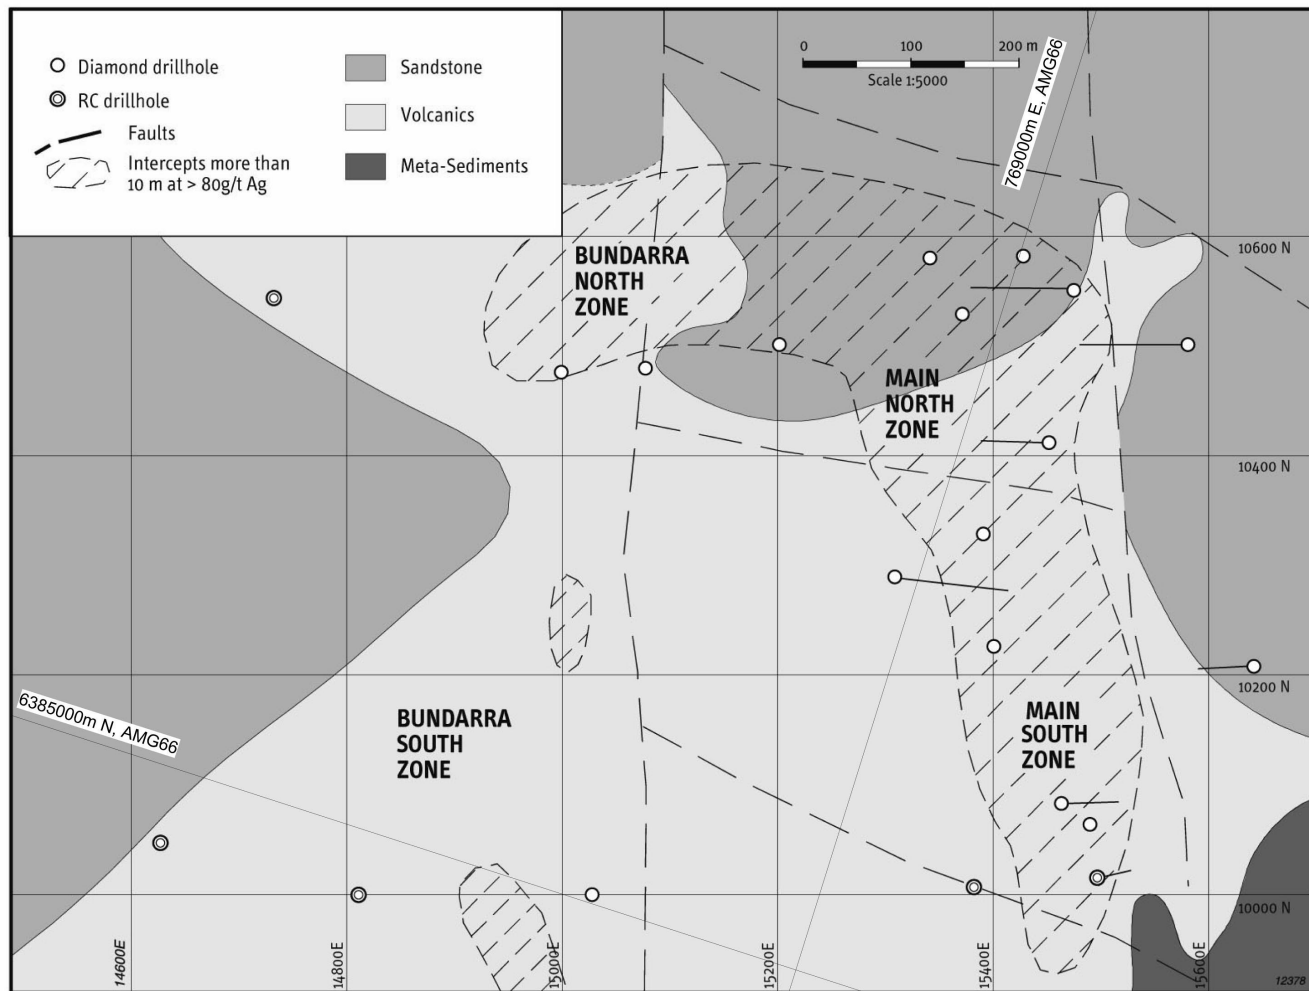 Diamond drillhole
RC drillhole
Faults
Intercepts more than
10 m at > 80g/t Ag
Sandstone
Volcanics
Meta-Sediments
0 100 200 m
Scale 1:5000
769000m E, AMG66
10600 N
BUNDARRA
NORTH
ZONE
MAIN
NORTH
ZONE
10400 N
10200 N
6385000m N, AMG66
BUNDARRA
SOUTH
ZONE
MAIN
SOUTH
ZONE
10000 N
14600E
14800E
15000E
15200E
15400E
15600E
12378